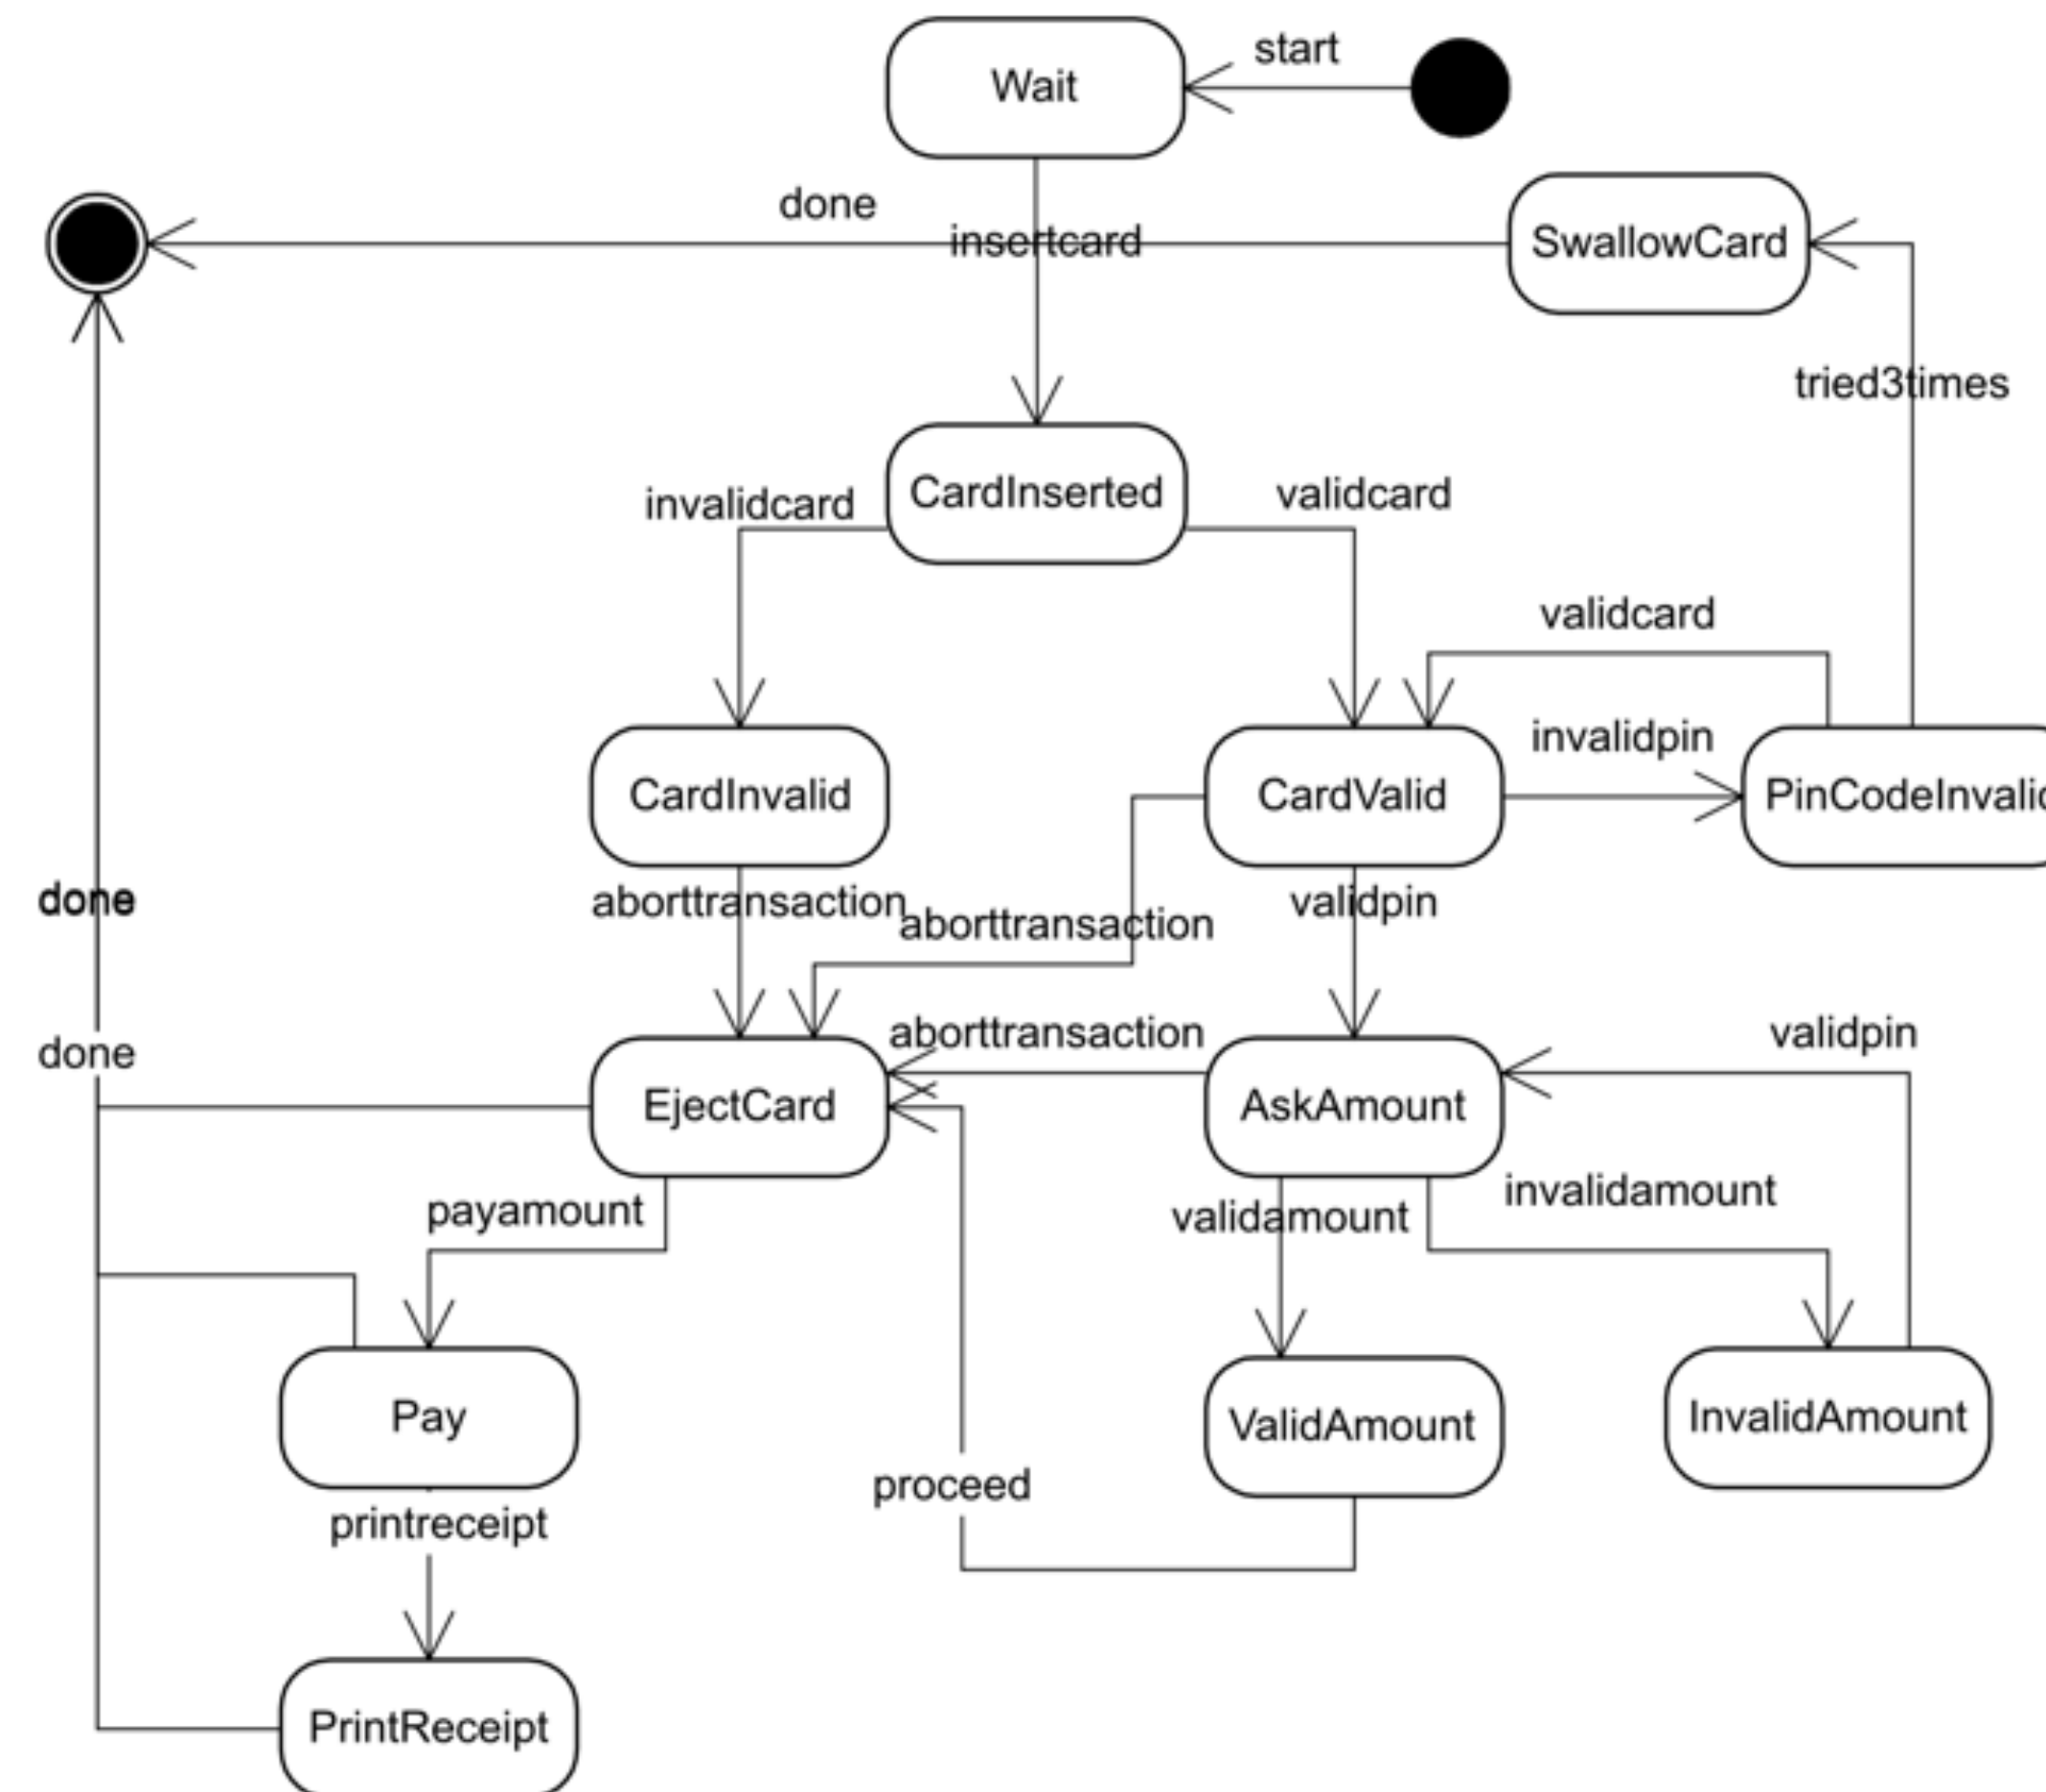 start
Wait
done
insertcard
SwallowCard
tried3times
CardInserted
invalidcard
validcard
validcard
invalidpin
CardInvalid
CardValid
PinCodeInvalid
done
aborttransaction
aborttransaction
validpin
done
aborttransaction
validpin
EjectCard
AskAmount
payamount
validamount
invalidamount
Pay
ValidAmount
InvalidAmount
proceed
printreceipt
PrintReceipt